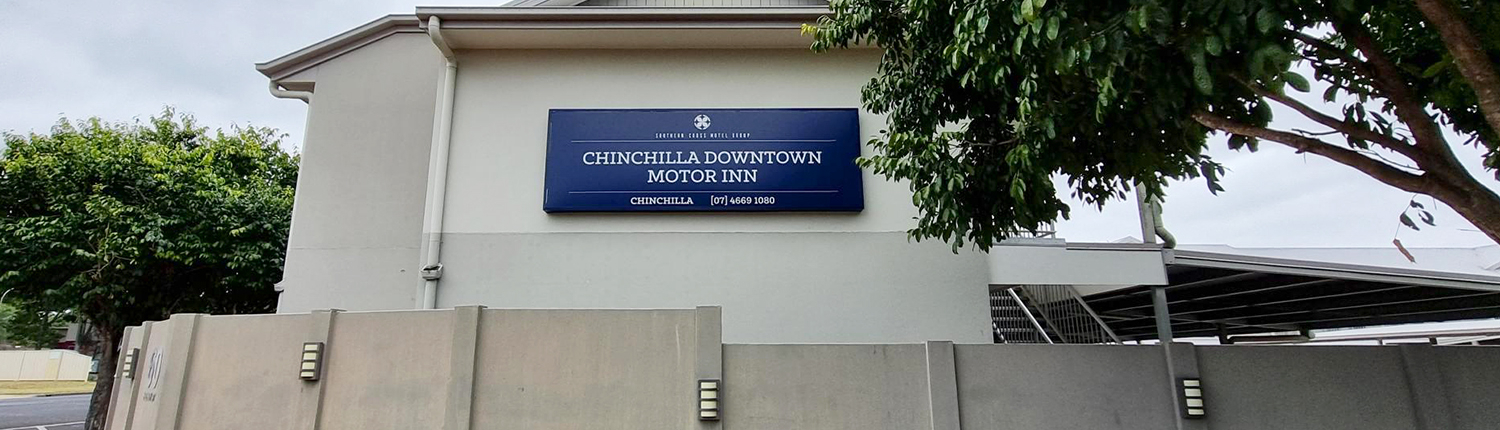 SOUTHERN CROSS MOTEL GROUP
CHINCHILLA DOWNTOWN
MOTOR INN
CHINCHILLA [07] 4669 1080